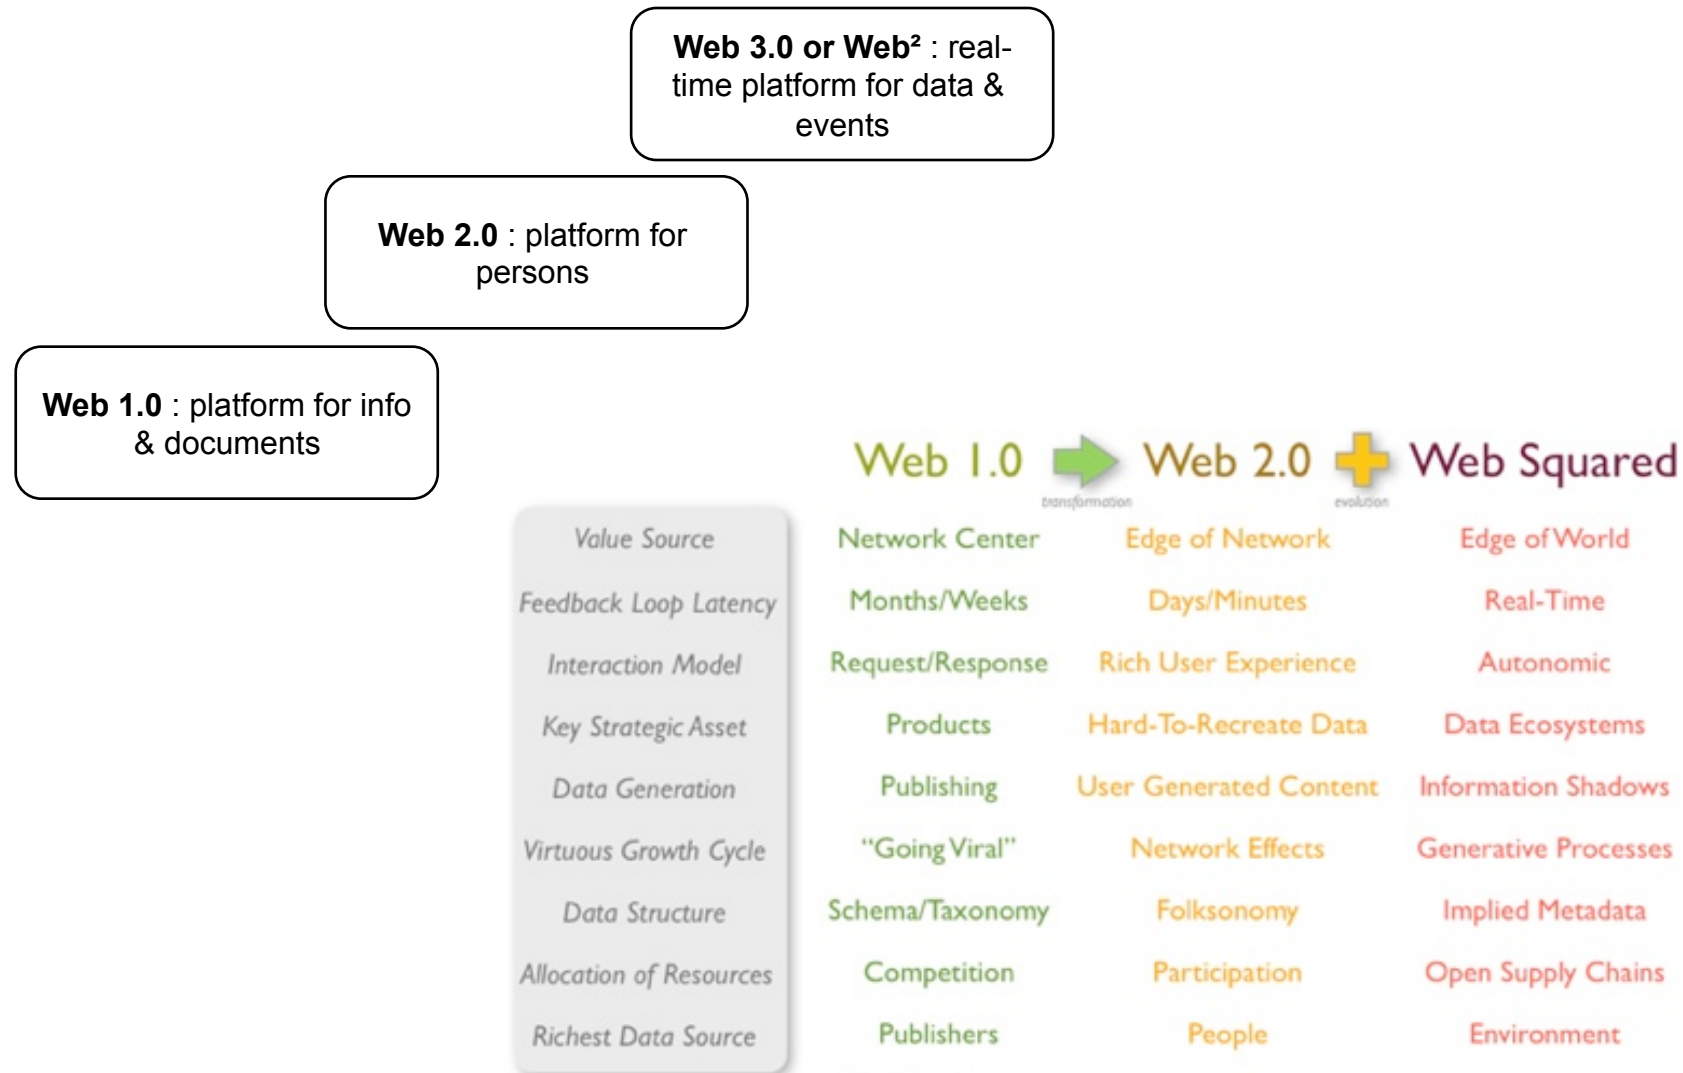 Web 3.0 or Web² : real-
time platform for data &
events
Web 2.0 : platform for
persons
Web 1.0 : platform for info
& documents
Web 1.0 Web 2.0 Web Squared
transformation evolution
Value Source Network Center Edge of Network Edge of World
Feedback Loop Latency Months/Weeks Days/Minutes Real-Time
Interaction Model Request/Response Rich User Experience Autonomic
Key Strategic Asset Products Hard-To-Recreate Data Data Ecosystems
Data Generation Publishing User Generated Content Information Shadows
Virtuous Growth Cycle “Going Viral” Network Effects Generative Processes
Data Structure Schema/Taxonomy Folksonomy Implied Metadata
Allocation of Resources Competition Participation Open Supply Chains
Richest Data Source Publishers People Environment